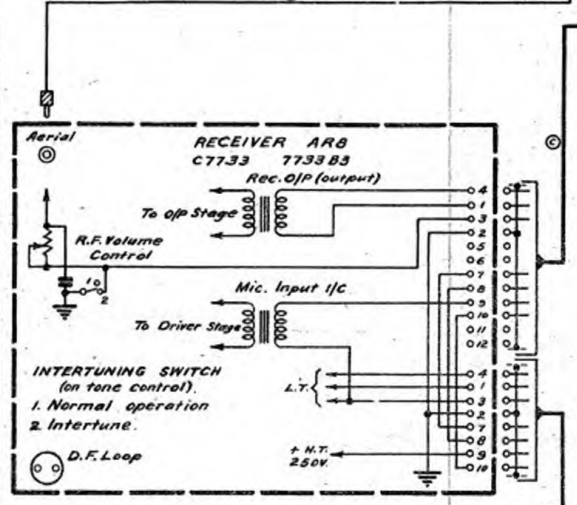 Aerial
RECEIVER AR8
C7733 7733B5
Rec. O/P (output)
To O/P Stage
R.F. Volume
Control
1
2
Mic. Input I/C
To Driver Stage
INTERTUNING SWITCH
(on tone control).
1. Normal operation
2 Intertune.
D.F. Loop
L.T.
+ H.T.
250V.
4
1
3
2
5
6
7
8
9
10
11
12
4
1
3
2
7
8
9
10
C